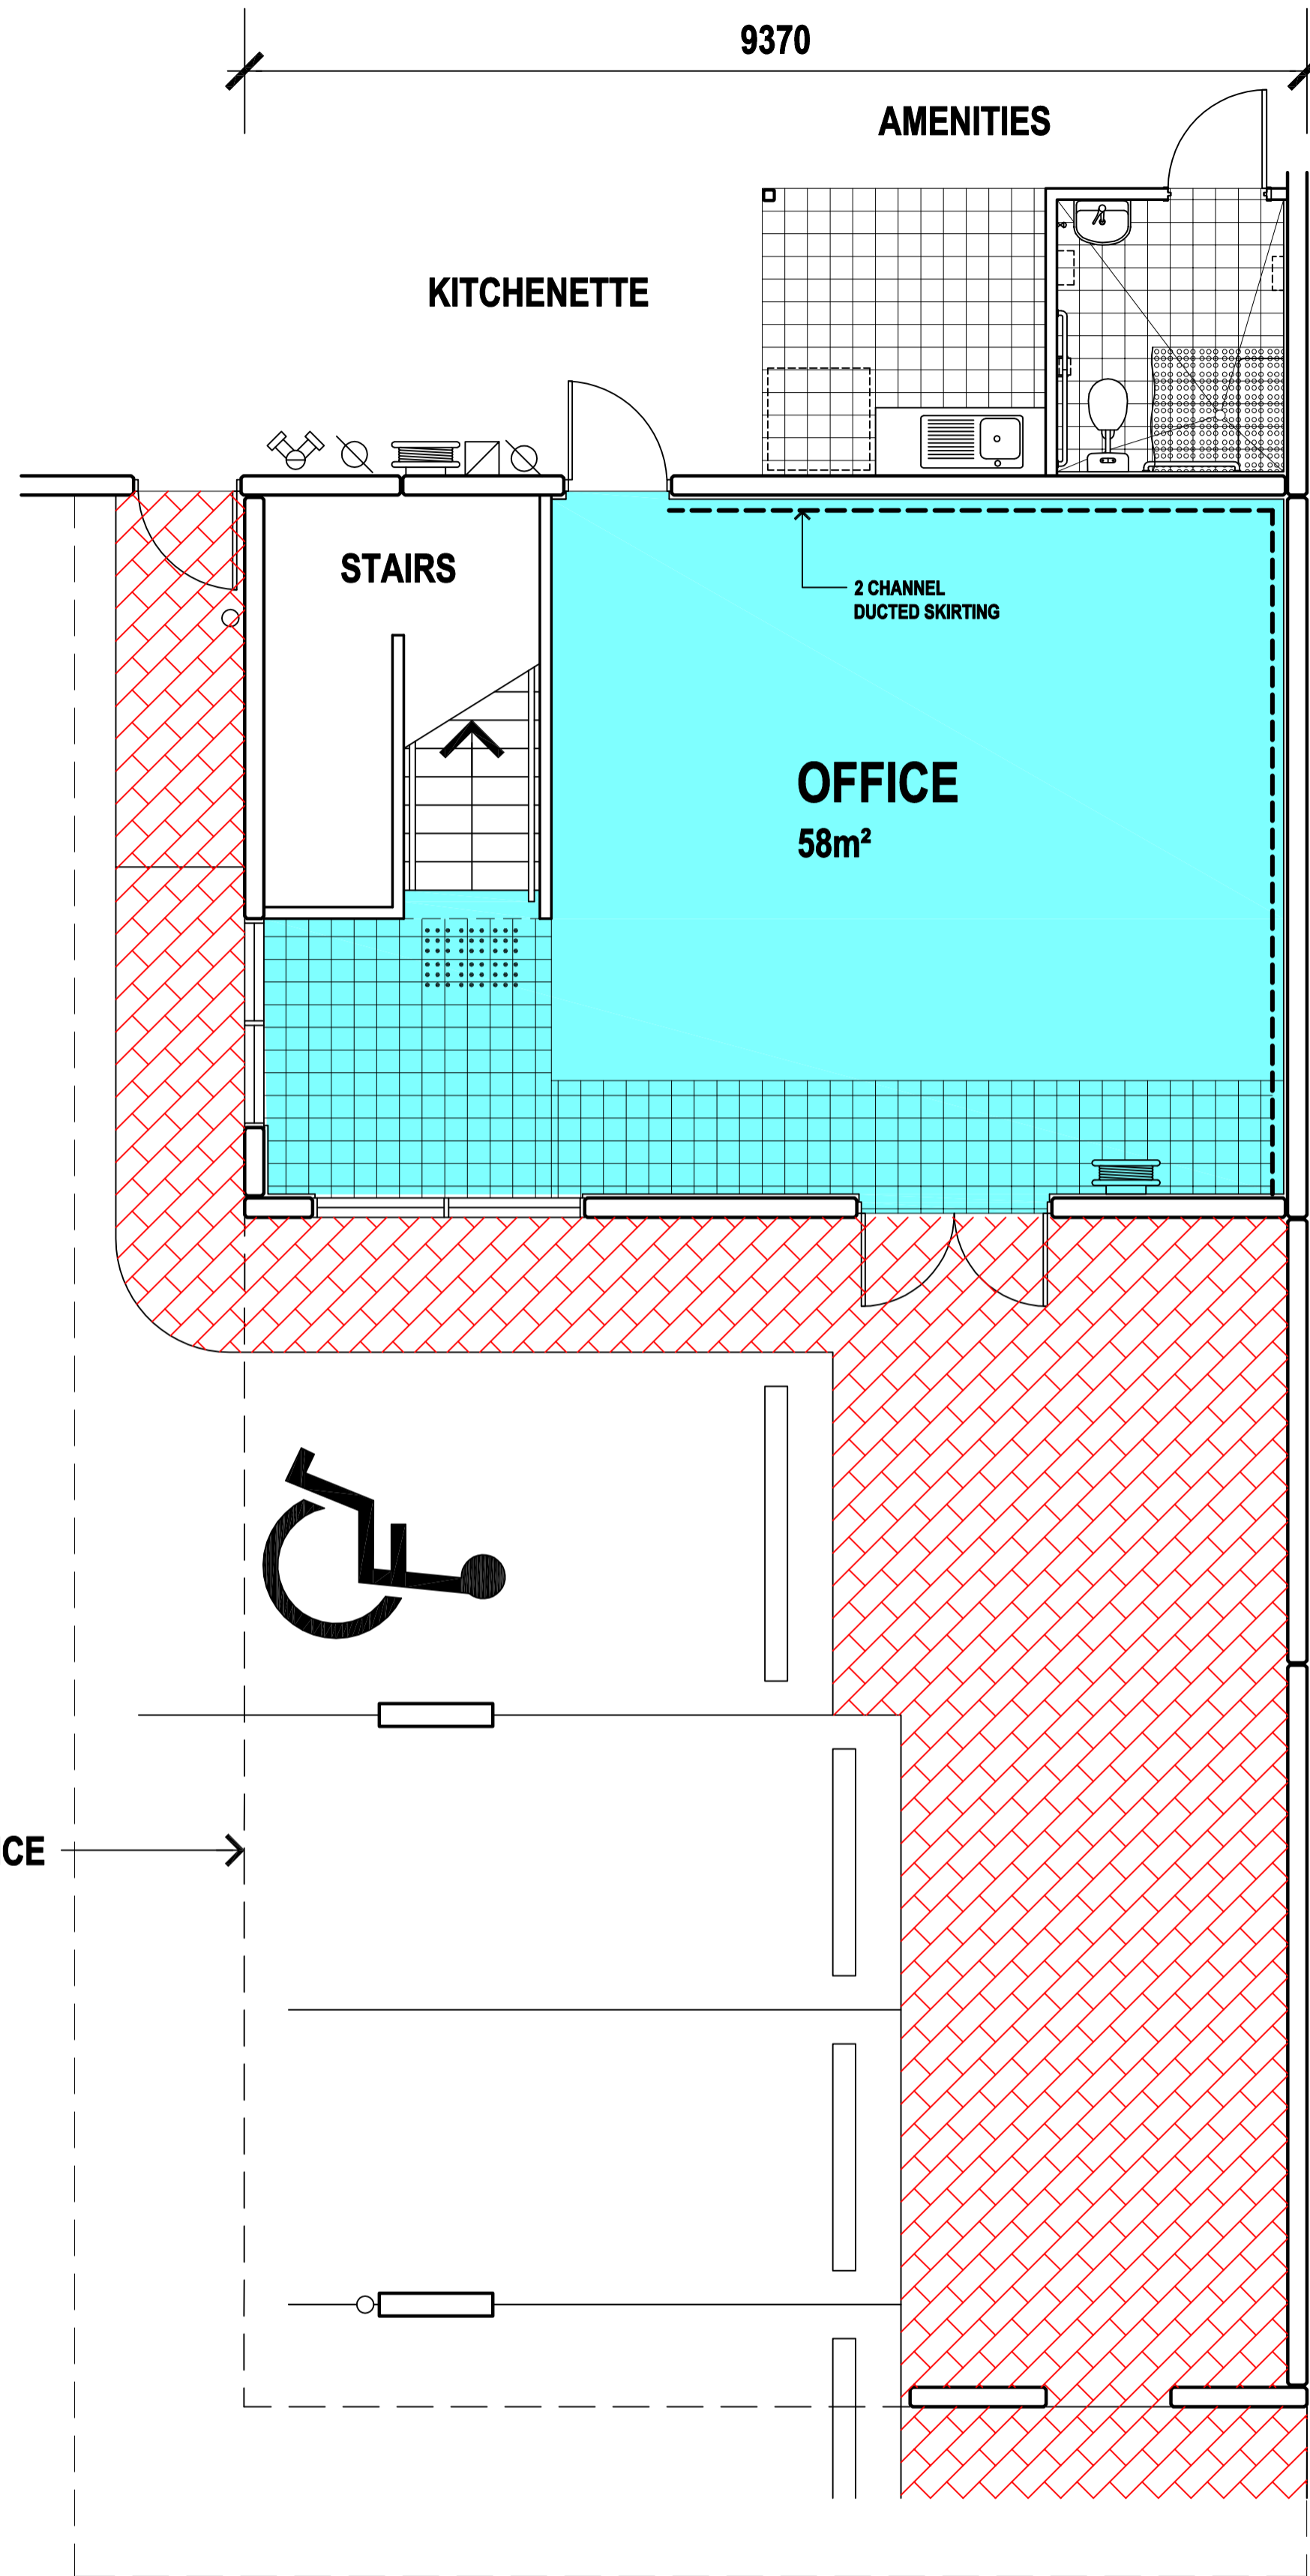 9370
AMENITIES
KITCHENETTE
STAIRS
2 CHANNEL
DUCTED SKIRTING
OFFICE
58m²
CE